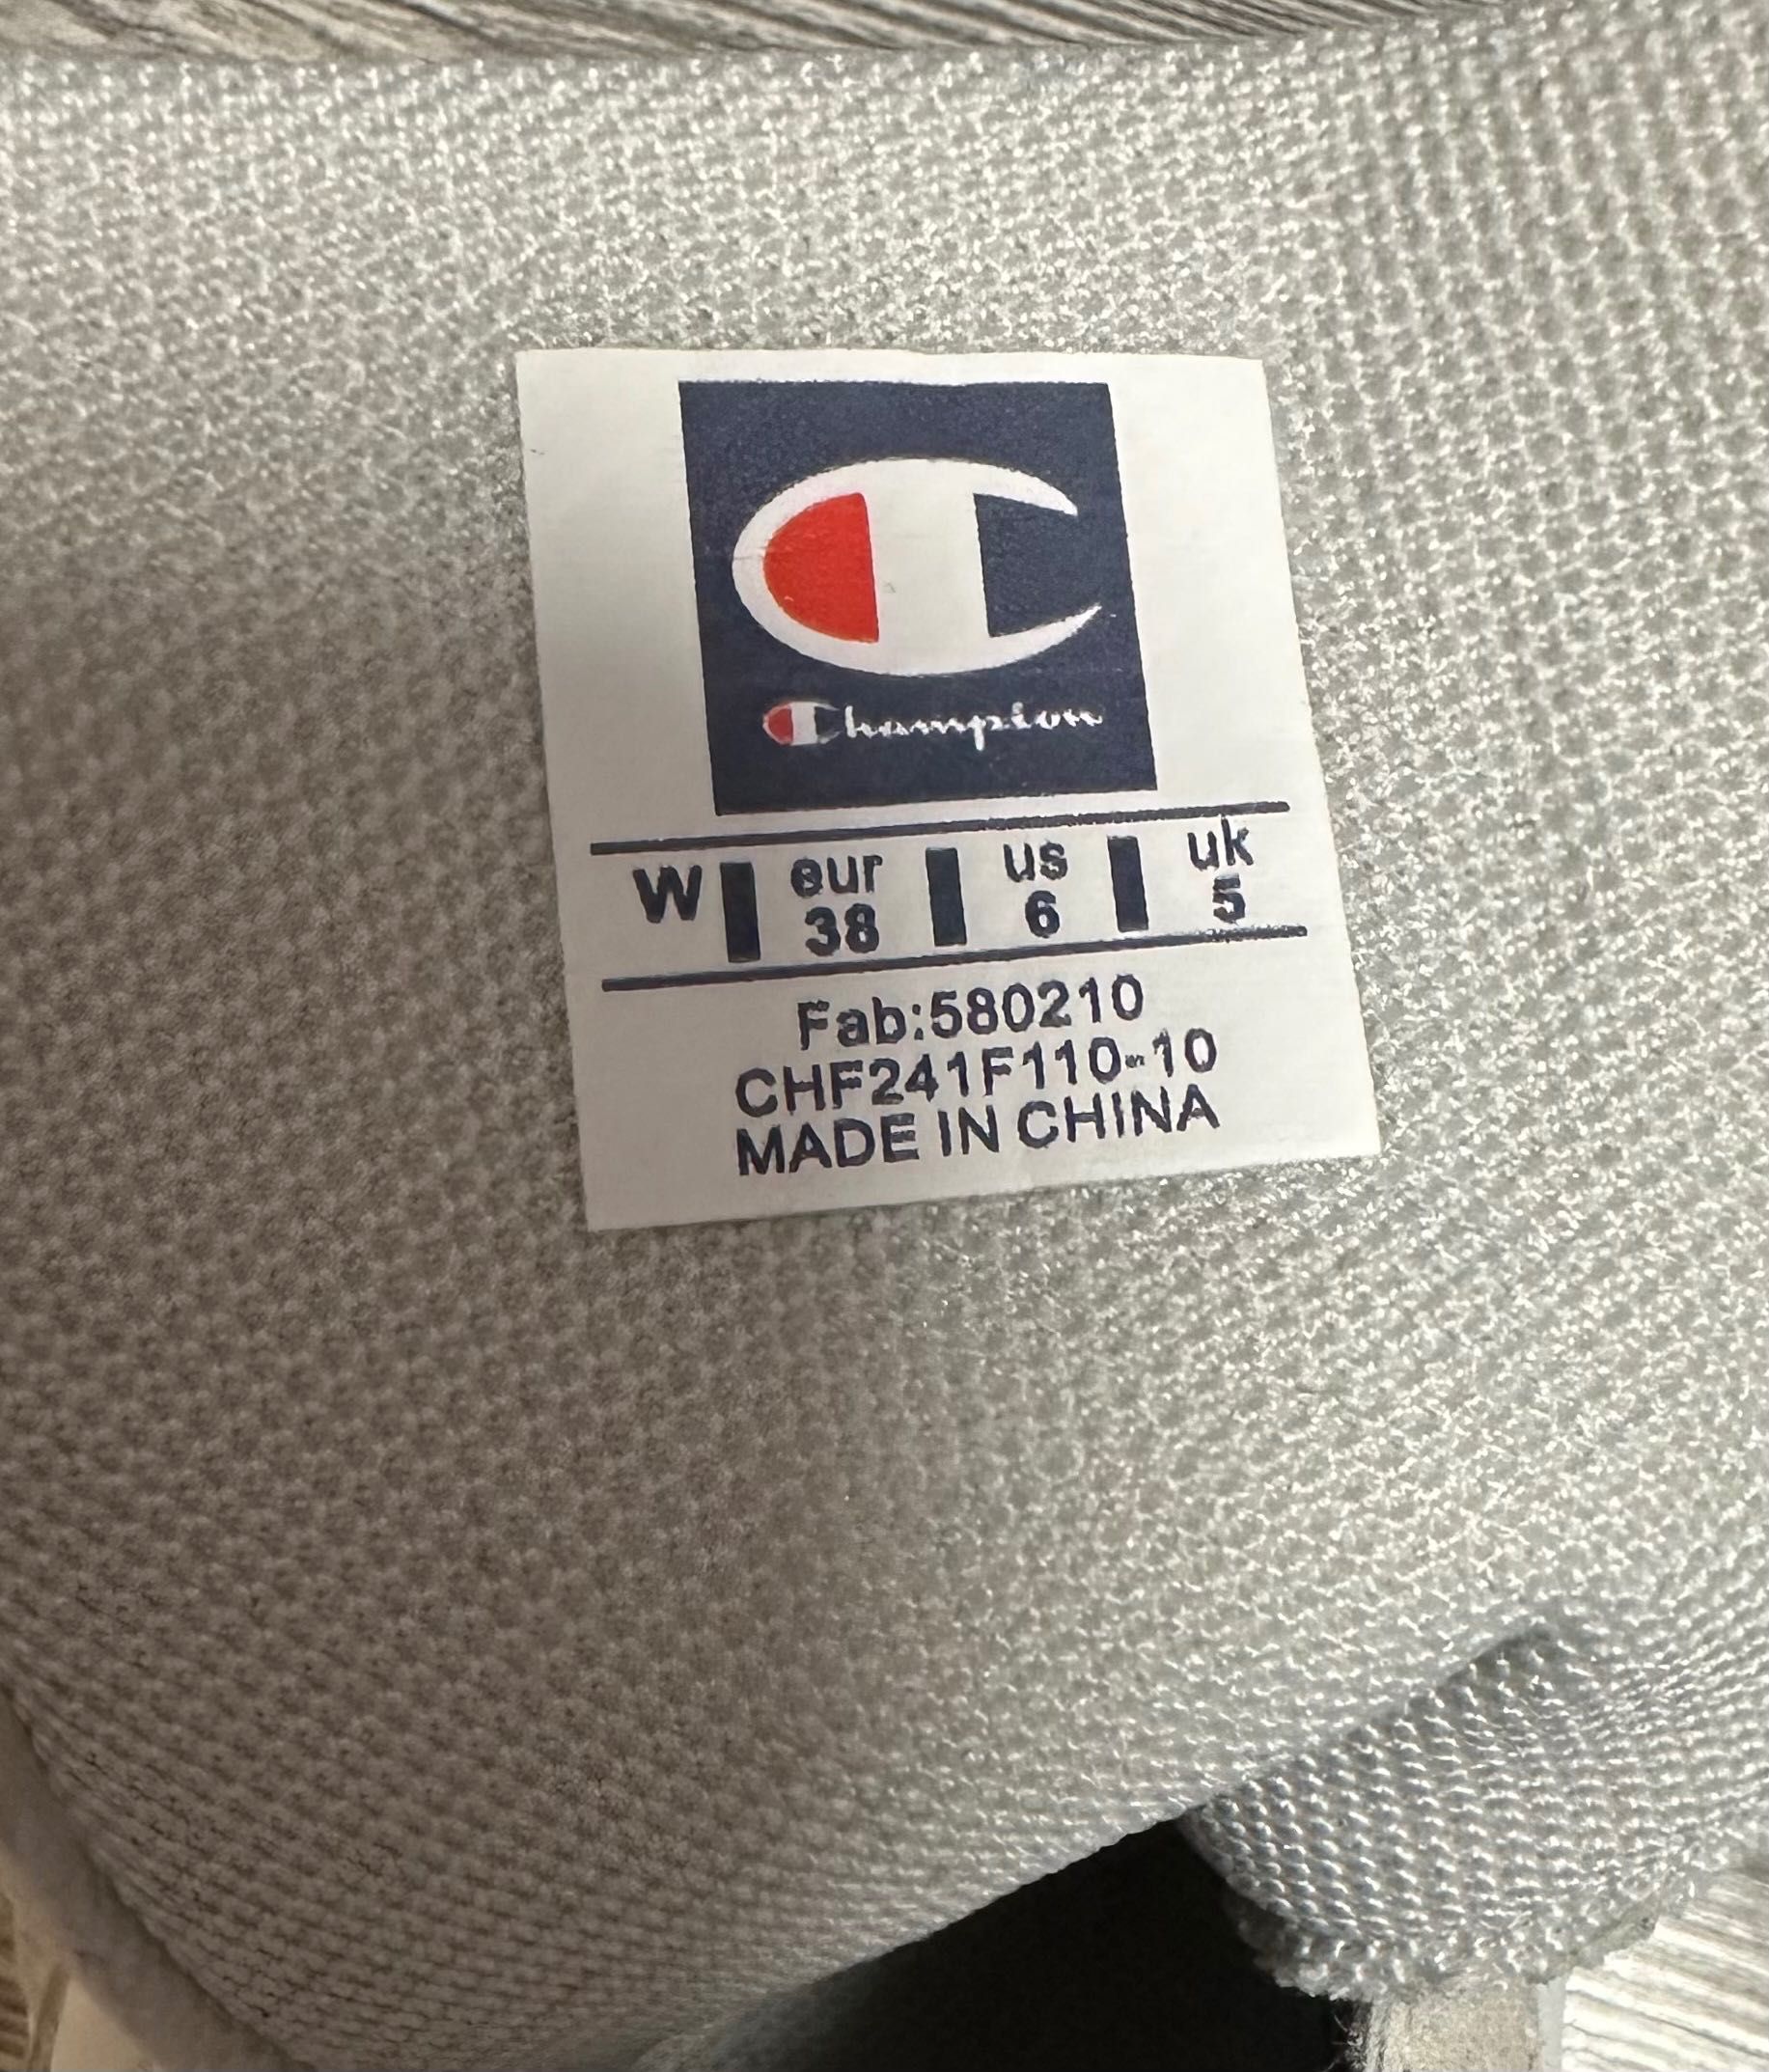 Champion
W eur us uk
38 6 5
Fab:580210
CHF241F110-10
MADE IN CHINA